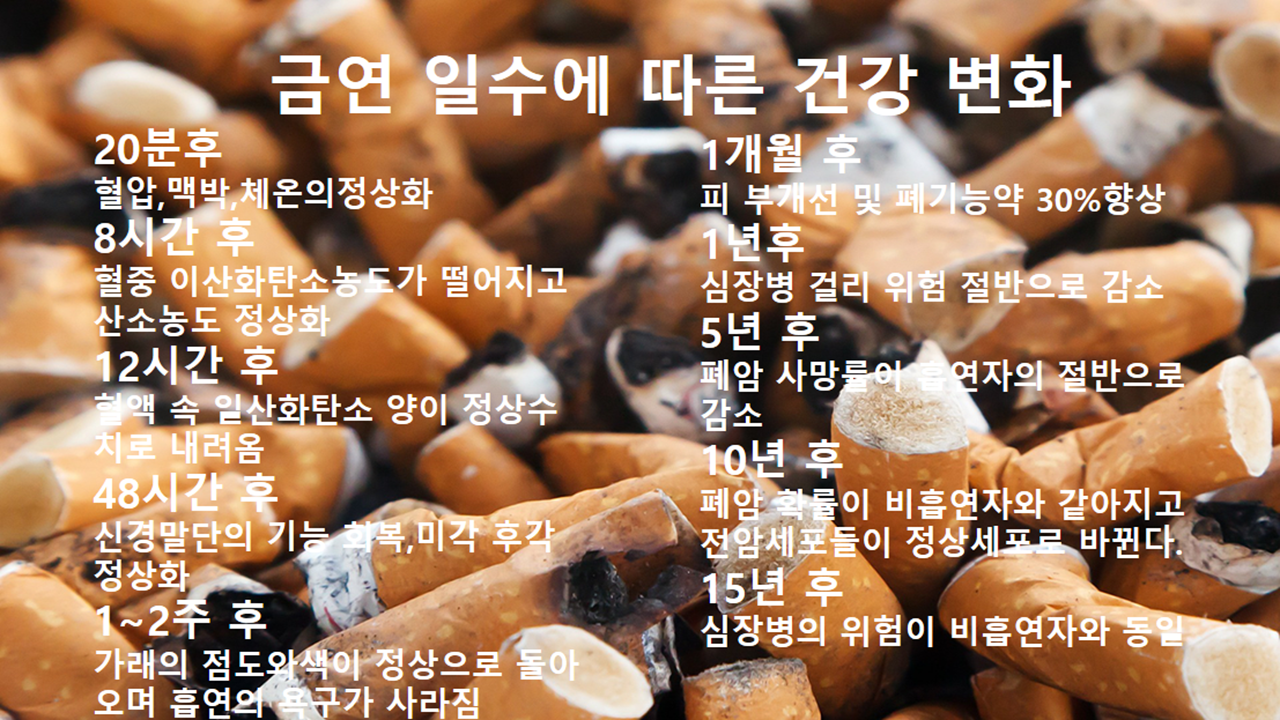 금연 일수에 따른 건강 변화
20분후
혈압,맥박,체온의정상화
8시간 후
혈중 이산화탄소농도가 떨어지고
산소농도 정상화
12시간 후
혈액 속 일산화탄소 양이 정상수
치로 내려옴
48시간 후
신경말단의 기능 회복,미각 후각
정상화
1~2주 후
가래의 점도와색이 정상으로 돌아
오며 흡연의 욕구가 사라짐
1개월 후
피 부개선 및 폐기능약 30%향상
1년후
심장병 걸리 위험 절반으로 감소
5년 후
폐암 사망률이 흡연자의 절반으로
감소
10년 후
폐암 확률이 비흡연자와 같아지고
전암세포들이 정상세포로 바뀐다.
15년 후
심장병의 위험이 비흡연자와 동일